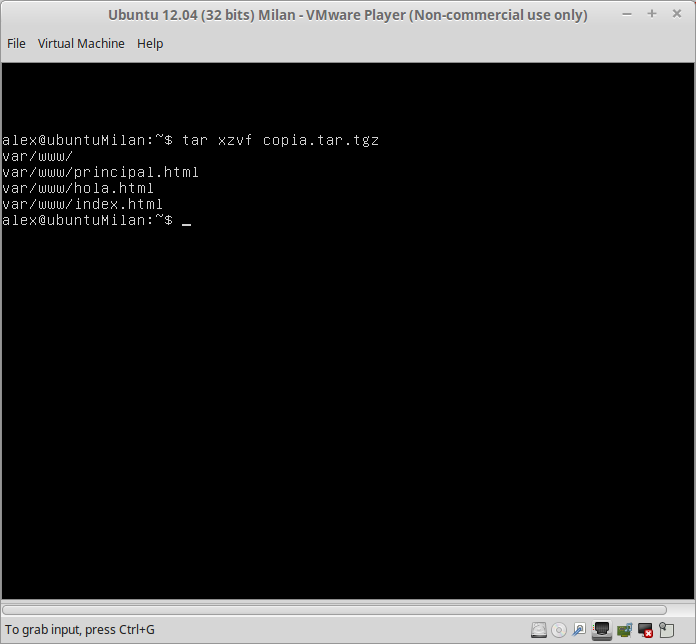 Ubuntu 12.04 (32 bits) Milan - VMware Player (Non-commercial use only)
File Virtual Machine Help
alex@ubuntuMilan:~$ tar xzvf copia.tar.tgz
var/www/
var/www/principal.html
var/www/hola.html
var/www/index.html
alex@ubuntuMilan:~$ _
To grab input, press Ctrl+G